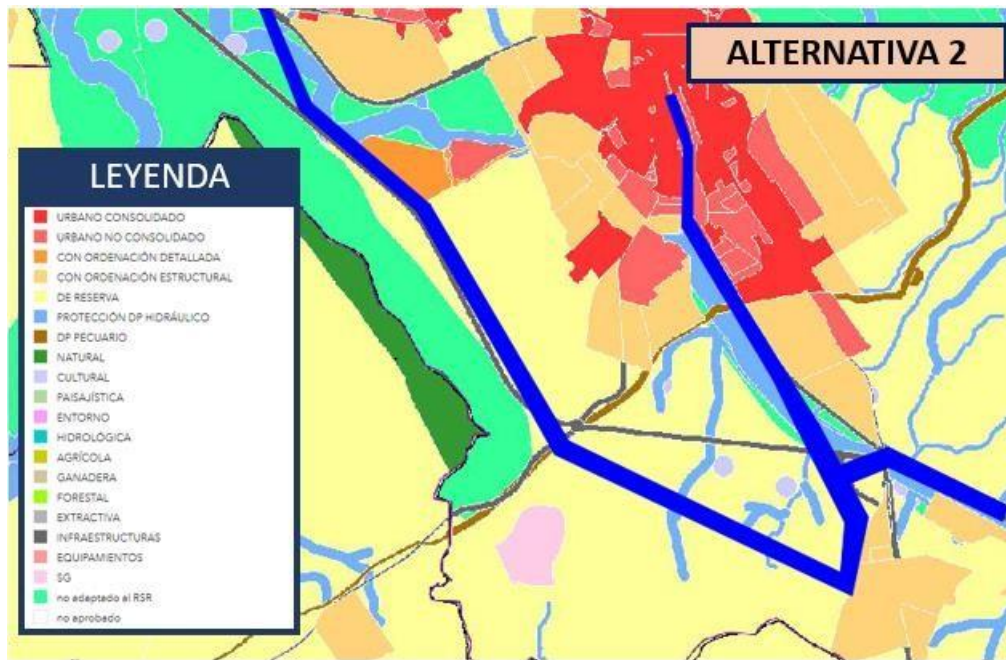 ALTERNATIVA 2
LEYENDA
URBANO CONSOLIDADO
URBANO NO CONSOLIDADO
CON ORDENACIÓN DETALLADA
CON ORDENACIÓN ESTRUCTURAL
DE RESERVA
PROTECCIÓN DP HIDRÁULICO
DP PECUARIO
NATURAL
CULTURAL
PAISAJÍSTICA
ENTORNO
HIDROLÓGICA
AGRÍCOLA
GANADERA
FORESTAL
EXTRACTIVA
INFRAESTRUCTURAS
EQUIPAMIENTOS
SG
no adaptado al RSR
no aprobado